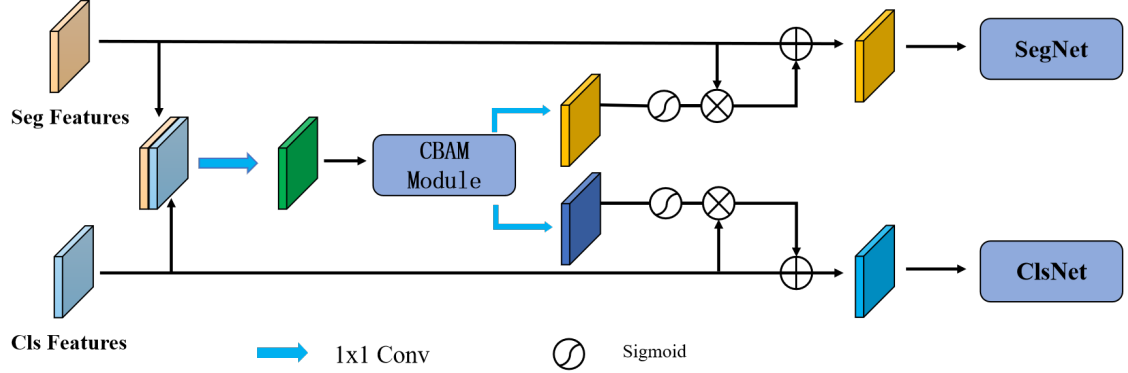 SegNet
Seg Features
CBAM
Module
ClsNet
Cls Features
1x1 Conv
Sigmoid